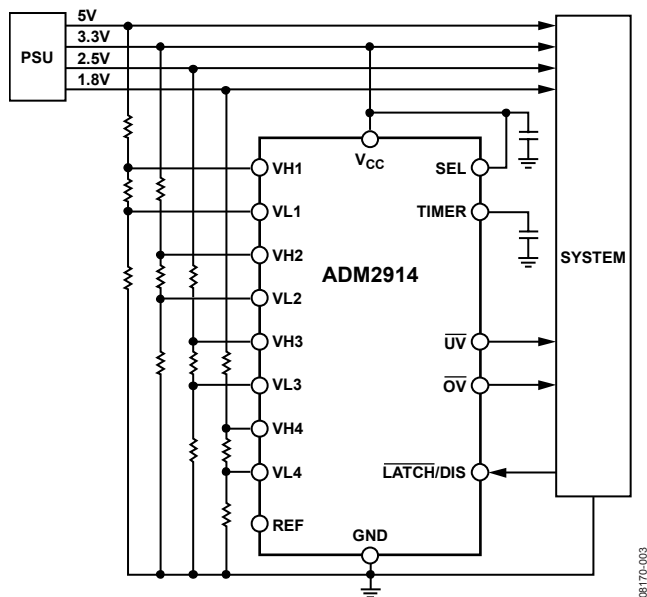 5V
3.3V
2.5V
1.8V
PSU
VCC
VH1
VL1
VH2
VL2
VH3
VL3
VH4
VL4
REF
ADM2914
SEL
TIMER
UV
OV
LATCH/DIS
GND
SYSTEM
08170-003